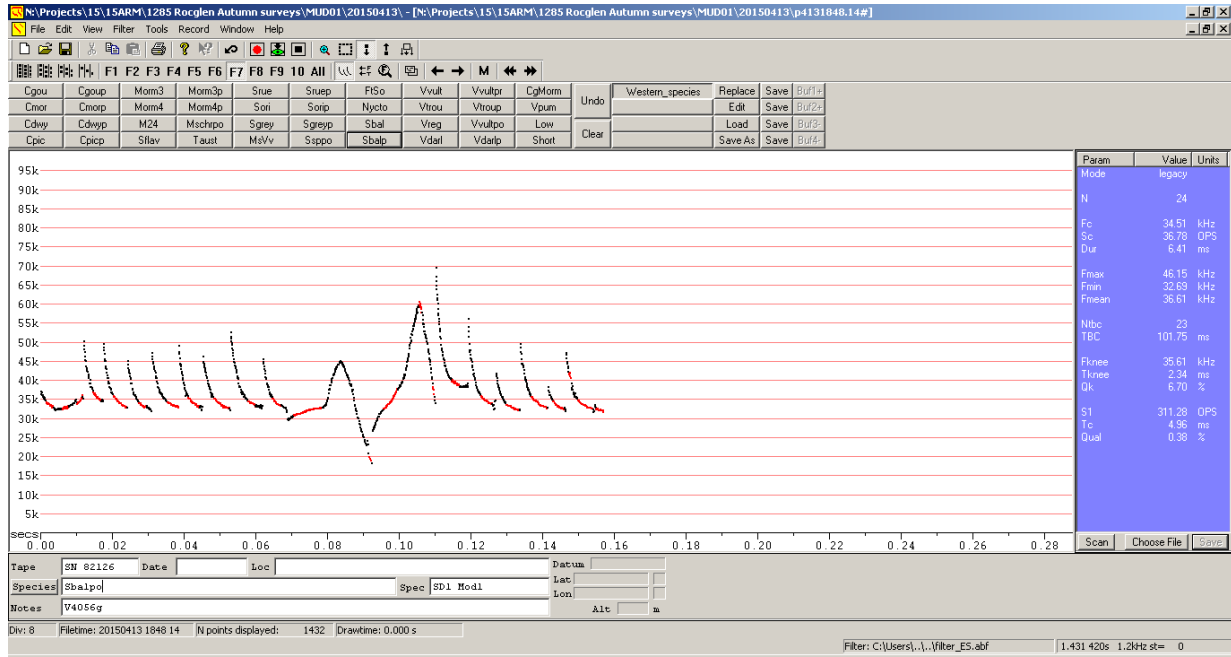 N:\Projects\15\15ARM\1285 Rocglen Autumn surveys\MUD01\20150413\ - [N:\Projects\15\15ARM\1285 Rocglen Autumn surveys\MUD01\20150413\p4131848.14#]
File Edit View Filter Tools Record Window Help
F1 F2 F3 F4 F5 F6 F7 F8 F9 10 All M
Cgou Cgoup Morm3 Morm3p Srue Sruep FtSo Vvult Vvultpr CgMorm Undo Western_species Replace Save Buf1+
Cmor Cmorp Morm4 Morm4p Sori Sorip Nycto Vtrou Vtroup Vpum Edit Save Buf2+
Cdwy Cdwyp M24 Mschrpo Sgrey Sgreyp Sbal Vreg Vvultpo Low Clear Load Save Buf3-
Cpic Cpicp Sflav Taust MsVv Ssppo Sbalp Vdarl Vdarlp Short Save As Save Buf4-
95k
90k
85k
80k
75k
70k
65k
60k
55k
50k
45k
40k
35k
30k
25k
20k
15k
10k
5k
secs
0.00 0.02 0.04 0.06 0.08 0.10 0.12 0.14 0.16 0.18 0.20 0.22 0.24 0.26 0.28
Param Value Units
Mode legacy
N 24
Fc 34.51 kHz
Sc 36.78 OPS
Dur 6.41 ms
Fmax 46.15 kHz
Fmin 32.69 kHz
Fmean 36.61 kHz
Ntbc 23
TBC 101.75 ms
Fknee 35.61 kHz
Tknee 2.34 ms
Qk 6.70 %
S1 311.28 OPS
Tc 4.96 ms
Qual 0.38 %
Scan Choose File Save
Tape SN 82126 Date Loc Datum
Species Sbalpo Spec SD1 Mod1 Lat
Lon
Notes V4056g Alt m
Div: 8 Filetime: 20150413 1848 14 N points displayed: 1432 Drawtime: 0.000 s
Filter: C:\Users\..\..\filter_ES.abf 1.431 420s 1.2kHz st= 0